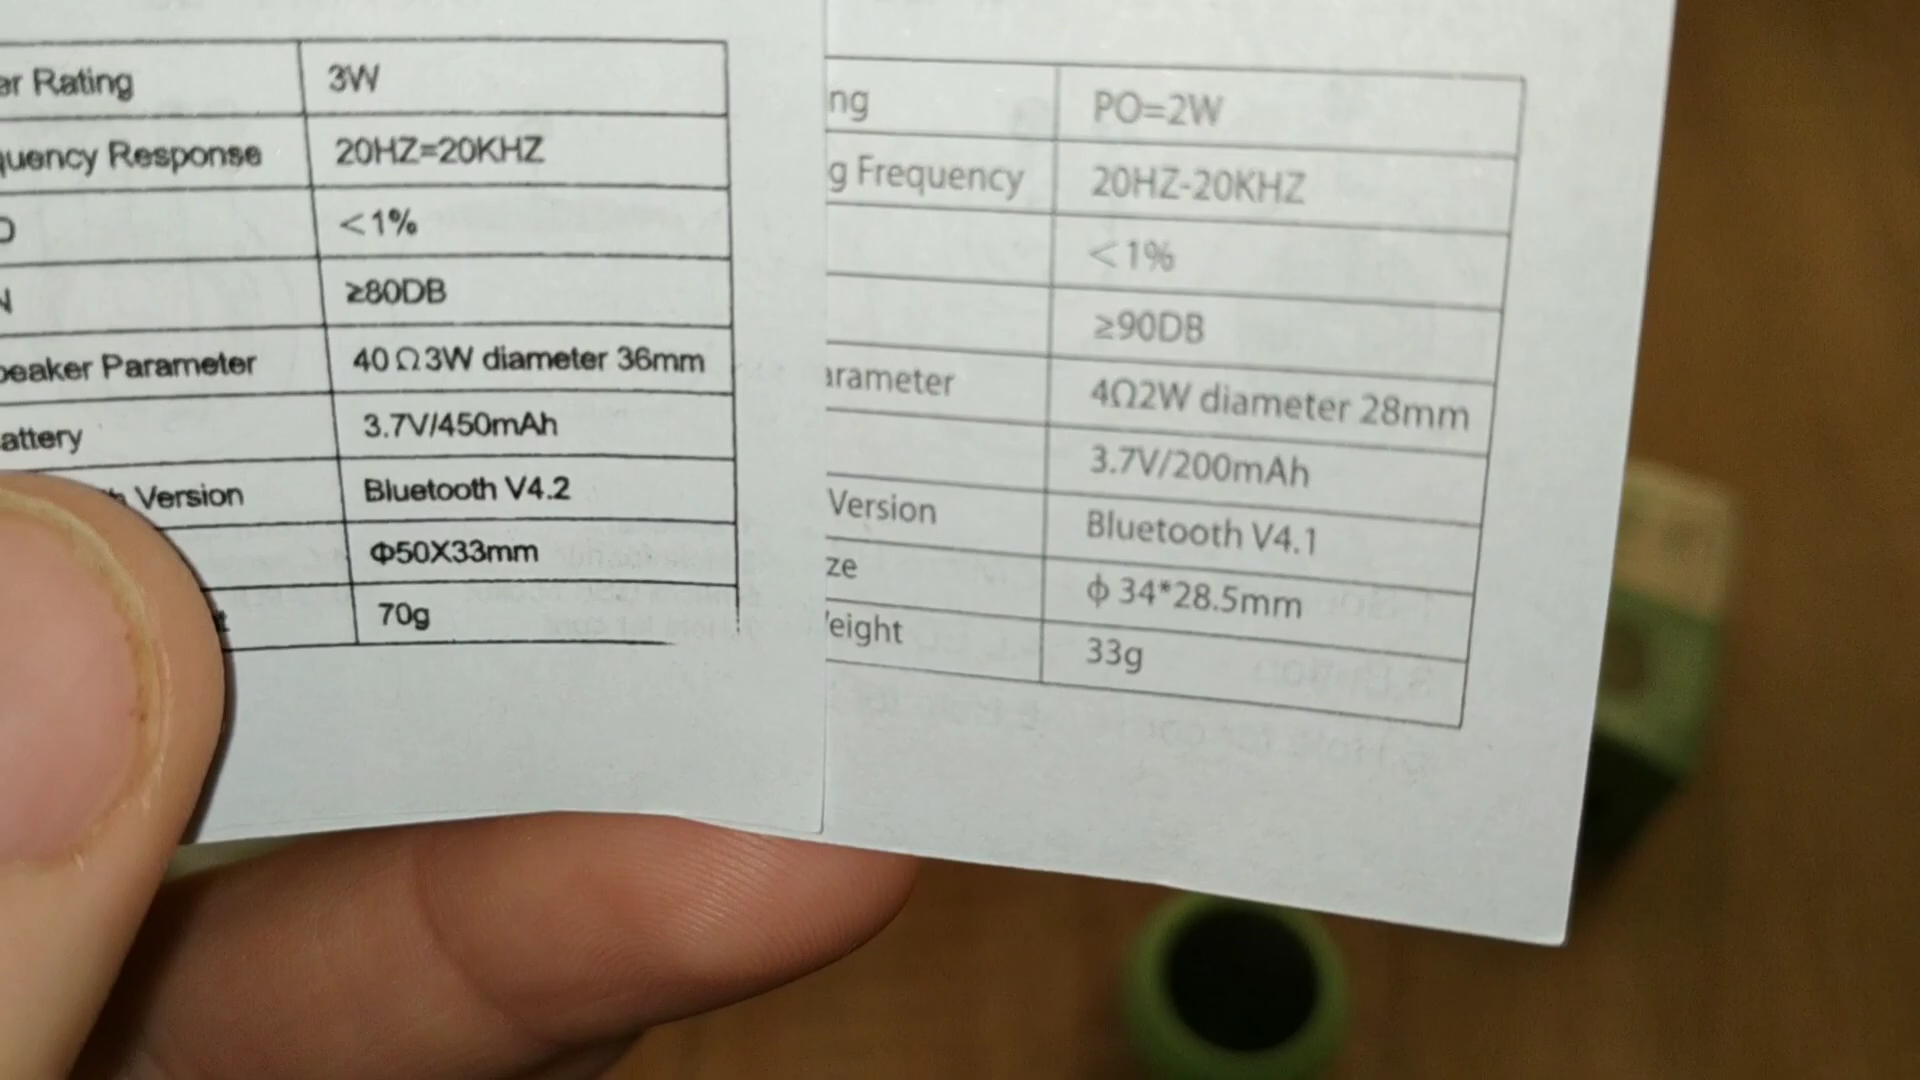 er Rating 3W
quency Response 20HZ=20KHZ
D <1%
N ≥80DB
peaker Parameter 40Ω3W diameter 36mm
attery 3.7V/450mAh
h Version Bluetooth V4.2
Φ50X33mm
t 70g
ng PO=2W
g Frequency 20HZ-20KHZ
<1%
≥90DB
arameter 4Ω2W diameter 28mm
3.7V/200mAh
Version Bluetooth V4.1
ze ϕ 34*28.5mm
eight 33g